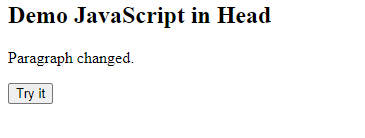 Demo JavaScript in Head
Paragraph changed.
Try it